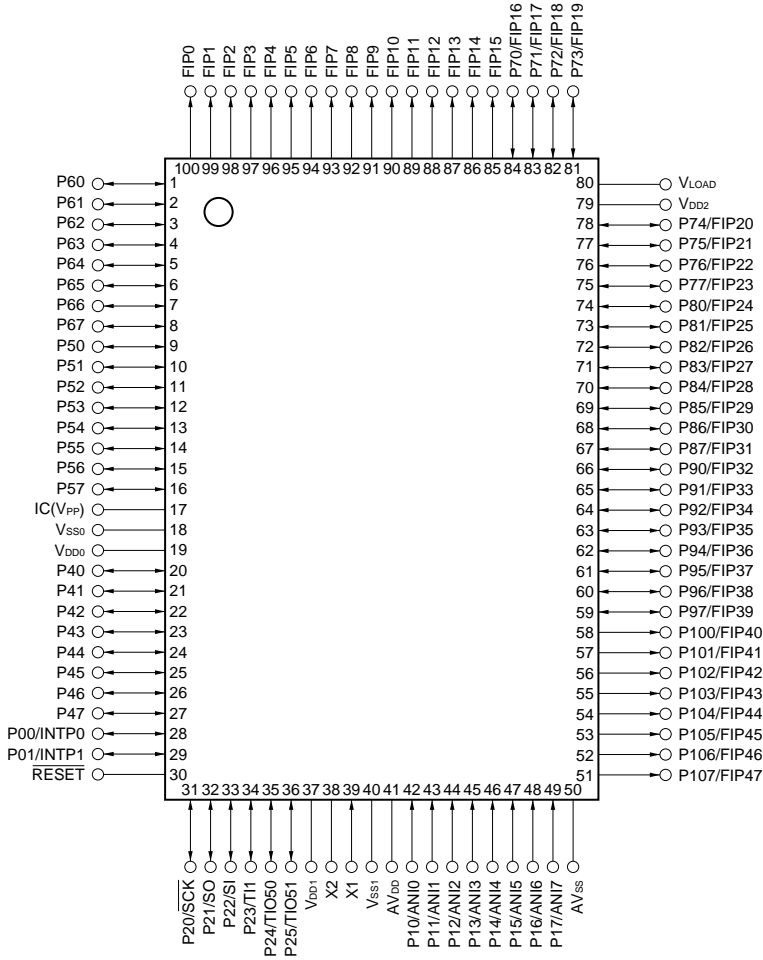 FIP0
FIP1
FIP2
FIP3
FIP4
FIP5
FIP6
FIP7
FIP8
FIP9
FIP10
FIP11
FIP12
FIP13
FIP14
FIP15
P70/FIP16
P71/FIP17
P72/FIP18
P73/FIP19
100 99 98 97 96 95 94 93 92 91 90 89 88 87 86 85 84 83 82 81
P60 1 80 VLOAD
P61 2 79 VDD2
P62 3 78 P74/FIP20
P63 4 77 P75/FIP21
P64 5 76 P76/FIP22
P65 6 75 P77/FIP23
P66 7 74 P80/FIP24
P67 8 73 P81/FIP25
P50 9 72 P82/FIP26
P51 10 71 P83/FIP27
P52 11 70 P84/FIP28
P53 12 69 P85/FIP29
P54 13 68 P86/FIP30
P55 14 67 P87/FIP31
P56 15 66 P90/FIP32
P57 16 65 P91/FIP33
IC(VPP) 17 64 P92/FIP34
VSS0 18 63 P93/FIP35
VDD0 19 62 P94/FIP36
P40 20 61 P95/FIP37
P41 21 60 P96/FIP38
P42 22 59 P97/FIP39
P43 23 58 P100/FIP40
P44 24 57 P101/FIP41
P45 25 56 P102/FIP42
P46 26 55 P103/FIP43
P47 27 54 P104/FIP44
P00/INTP0 28 53 P105/FIP45
P01/INTP1 29 52 P106/FIP46
RESET 30 51 P107/FIP47
31 32 33 34 35 36 37 38 39 40 41 42 43 44 45 46 47 48 49 50
P20/SCK
P21/SO
P22/SI
P23/TI1
P24/TIO50
P25/TIO51
VDD1
X2
X1
VSS1
AVDD
P10/ANI0
P11/ANI1
P12/ANI2
P13/ANI3
P14/ANI4
P15/ANI5
P16/ANI6
P17/ANI7
AVSS